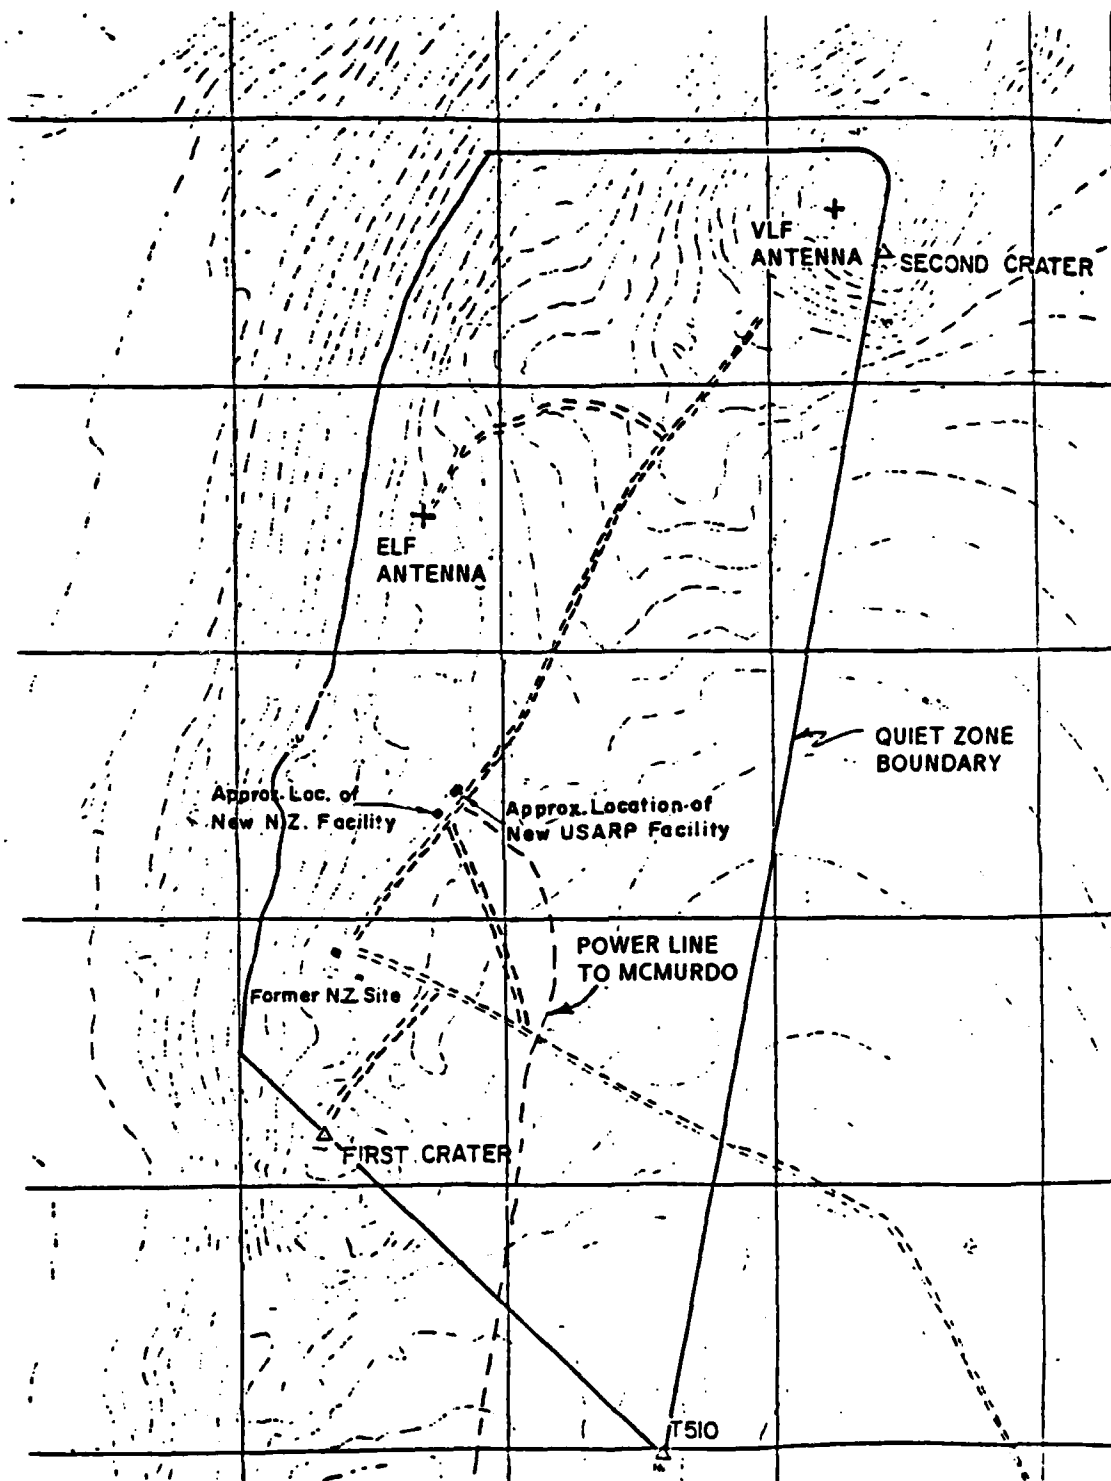 VLF
ANTENNA
SECOND CRATER
ELF
ANTENNA
QUIET ZONE
BOUNDARY
Approx. Loc. of
New N.Z. Facility
Approx. Location of
New USARP Facility
POWER LINE
TO MCMURDO
Former N.Z. Site
FIRST CRATER
T510